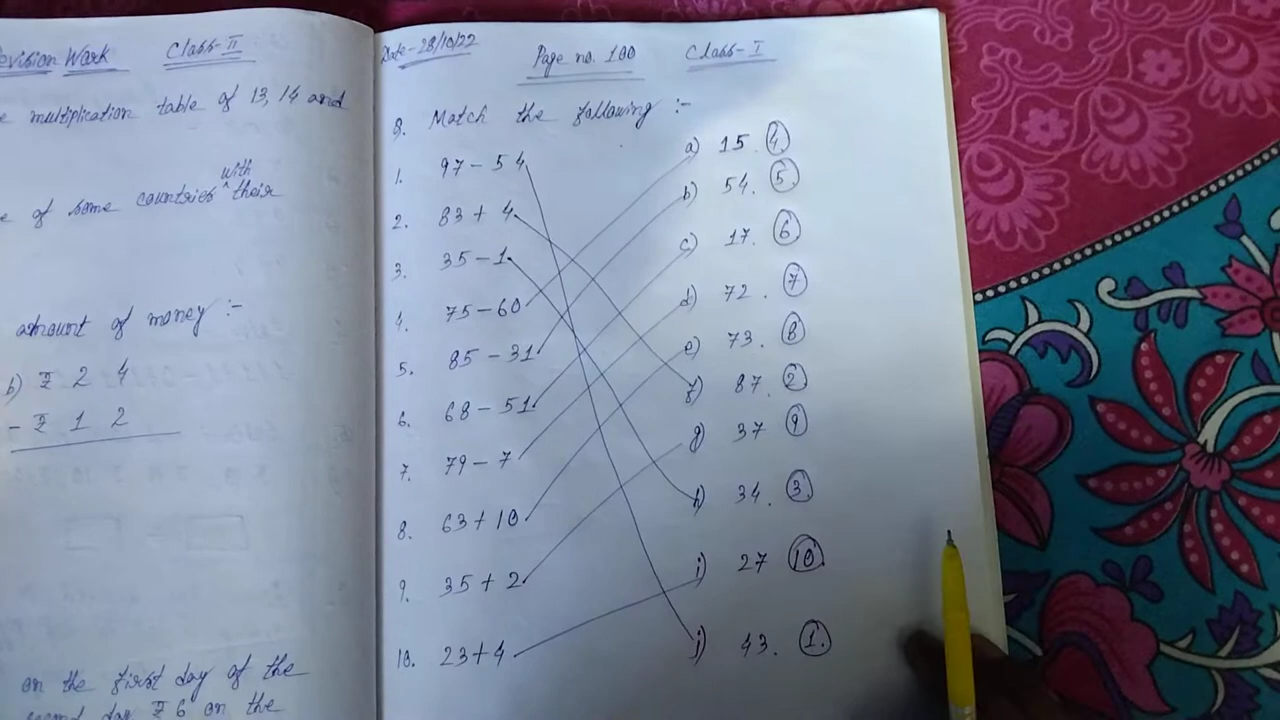 evision Work Class-II
e multiplication table of 13, 14 and
with
e of some countries ^ their
amount of money :-
b) ₹ 2 4
- ₹ 1 2
on the first day of the
₹ 6 on the
Date-28/10/22 Page no. 100 Class-I
Q. Match the following :-
1. 97 - 54 a) 15. 4.
2. 83 + 4 b) 54. 5.
3. 35 - 1 c) 17. 6
4. 75 - 60 d) 72. 7
5. 85 - 31 e) 73. 8
6. 68 - 51 f) 87. 2
7. 79 - 7 g) 37 9
8. 63 + 10 h) 34. 3.
9. 35 + 2 i) 27 10.
10. 23 + 4 j) 43. 1.